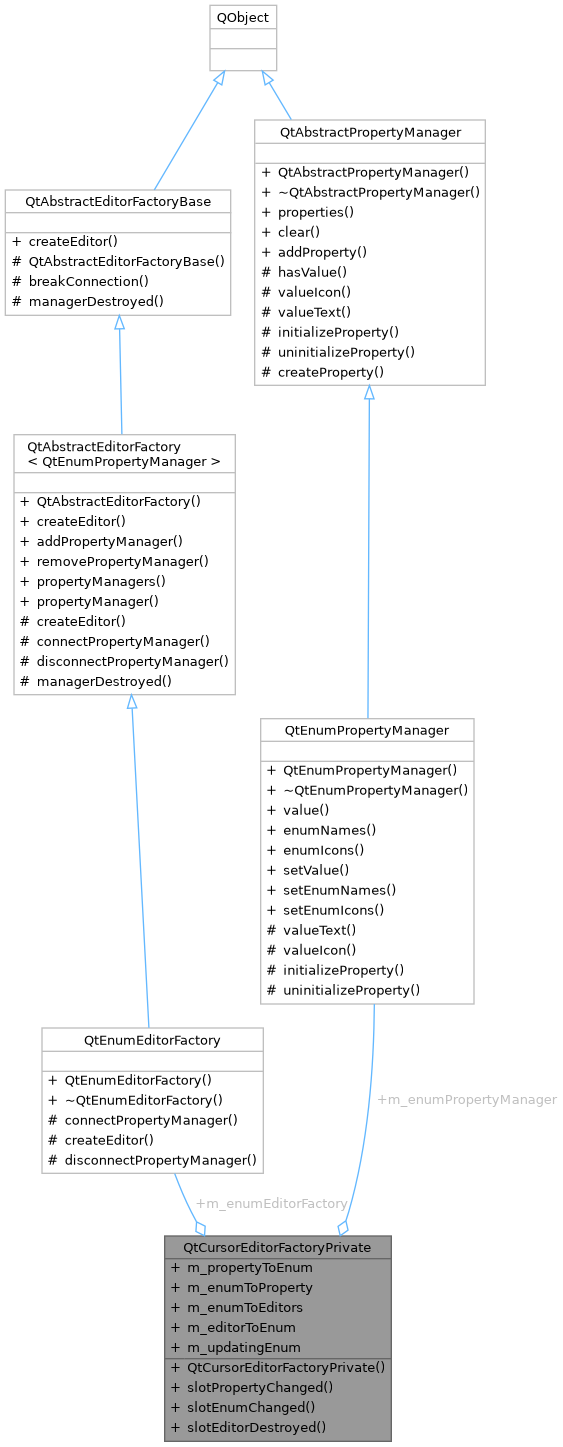 QObject
QtAbstractPropertyManager
+ QtAbstractPropertyManager()
+ ~QtAbstractPropertyManager()
+ properties()
+ clear()
+ addProperty()
# hasValue()
# valueIcon()
# valueText()
# initializeProperty()
# uninitializeProperty()
# createProperty()
QtAbstractEditorFactoryBase
+ createEditor()
# QtAbstractEditorFactoryBase()
# breakConnection()
# managerDestroyed()
QtAbstractEditorFactory
< QtEnumPropertyManager >
+ QtAbstractEditorFactory()
+ createEditor()
+ addPropertyManager()
+ removePropertyManager()
+ propertyManagers()
+ propertyManager()
# createEditor()
# connectPropertyManager()
# disconnectPropertyManager()
# managerDestroyed()
QtEnumPropertyManager
+ QtEnumPropertyManager()
+ ~QtEnumPropertyManager()
+ value()
+ enumNames()
+ enumIcons()
+ setValue()
+ setEnumNames()
+ setEnumIcons()
# valueText()
# valueIcon()
# initializeProperty()
# uninitializeProperty()
QtEnumEditorFactory
+ QtEnumEditorFactory()
+ ~QtEnumEditorFactory()
# connectPropertyManager()
# createEditor()
# disconnectPropertyManager()
+m_enumPropertyManager
+m_enumEditorFactory
QtCursorEditorFactoryPrivate
+ m_propertyToEnum
+ m_enumToProperty
+ m_enumToEditors
+ m_editorToEnum
+ m_updatingEnum
+ QtCursorEditorFactoryPrivate()
+ slotPropertyChanged()
+ slotEnumChanged()
+ slotEditorDestroyed()